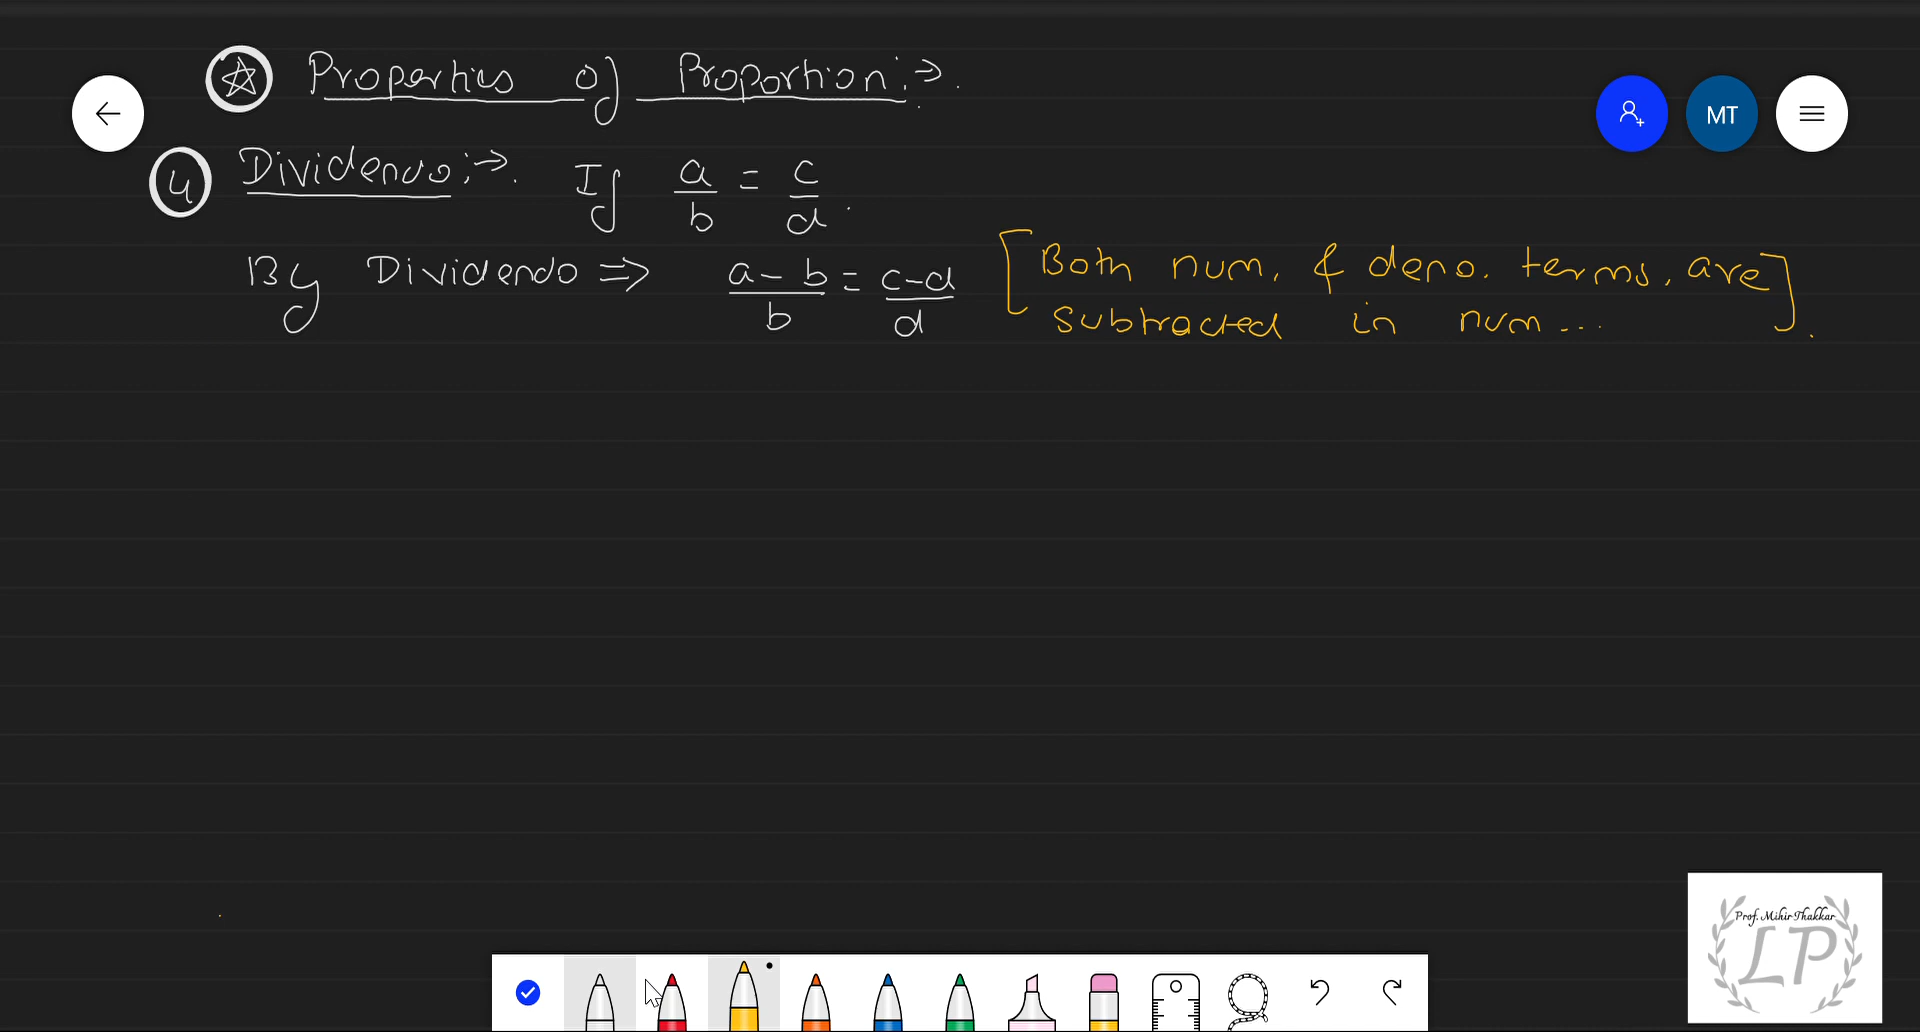 Properties of Proportion:→.
MT
4 Dividendo:→. If a/b = c/d.
By Dividendo ⇒ (a-b)/b = (c-d)/d [Both num. & deno. terms, are
subtracted in num...].
Prof. Mihir Thakkar
LP